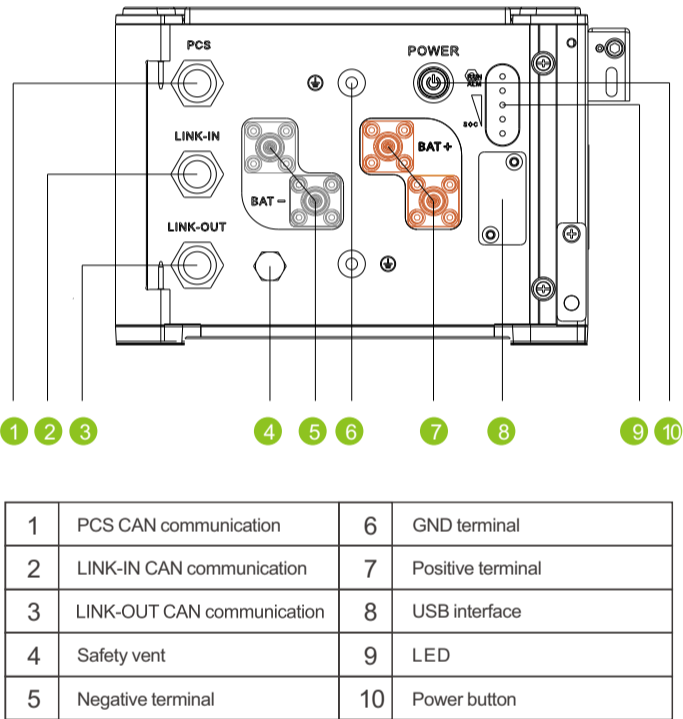 PCS
POWER
RUN
ALM
LINK-IN
SOC
BAT +
BAT −
LINK-OUT
1 2 3 4 5 6 7 8 9 10
1 PCS CAN communication 6 GND terminal
2 LINK-IN CAN communication 7 Positive terminal
3 LINK-OUT CAN communication 8 USB interface
4 Safety vent 9 LED
5 Negative terminal 10 Power button